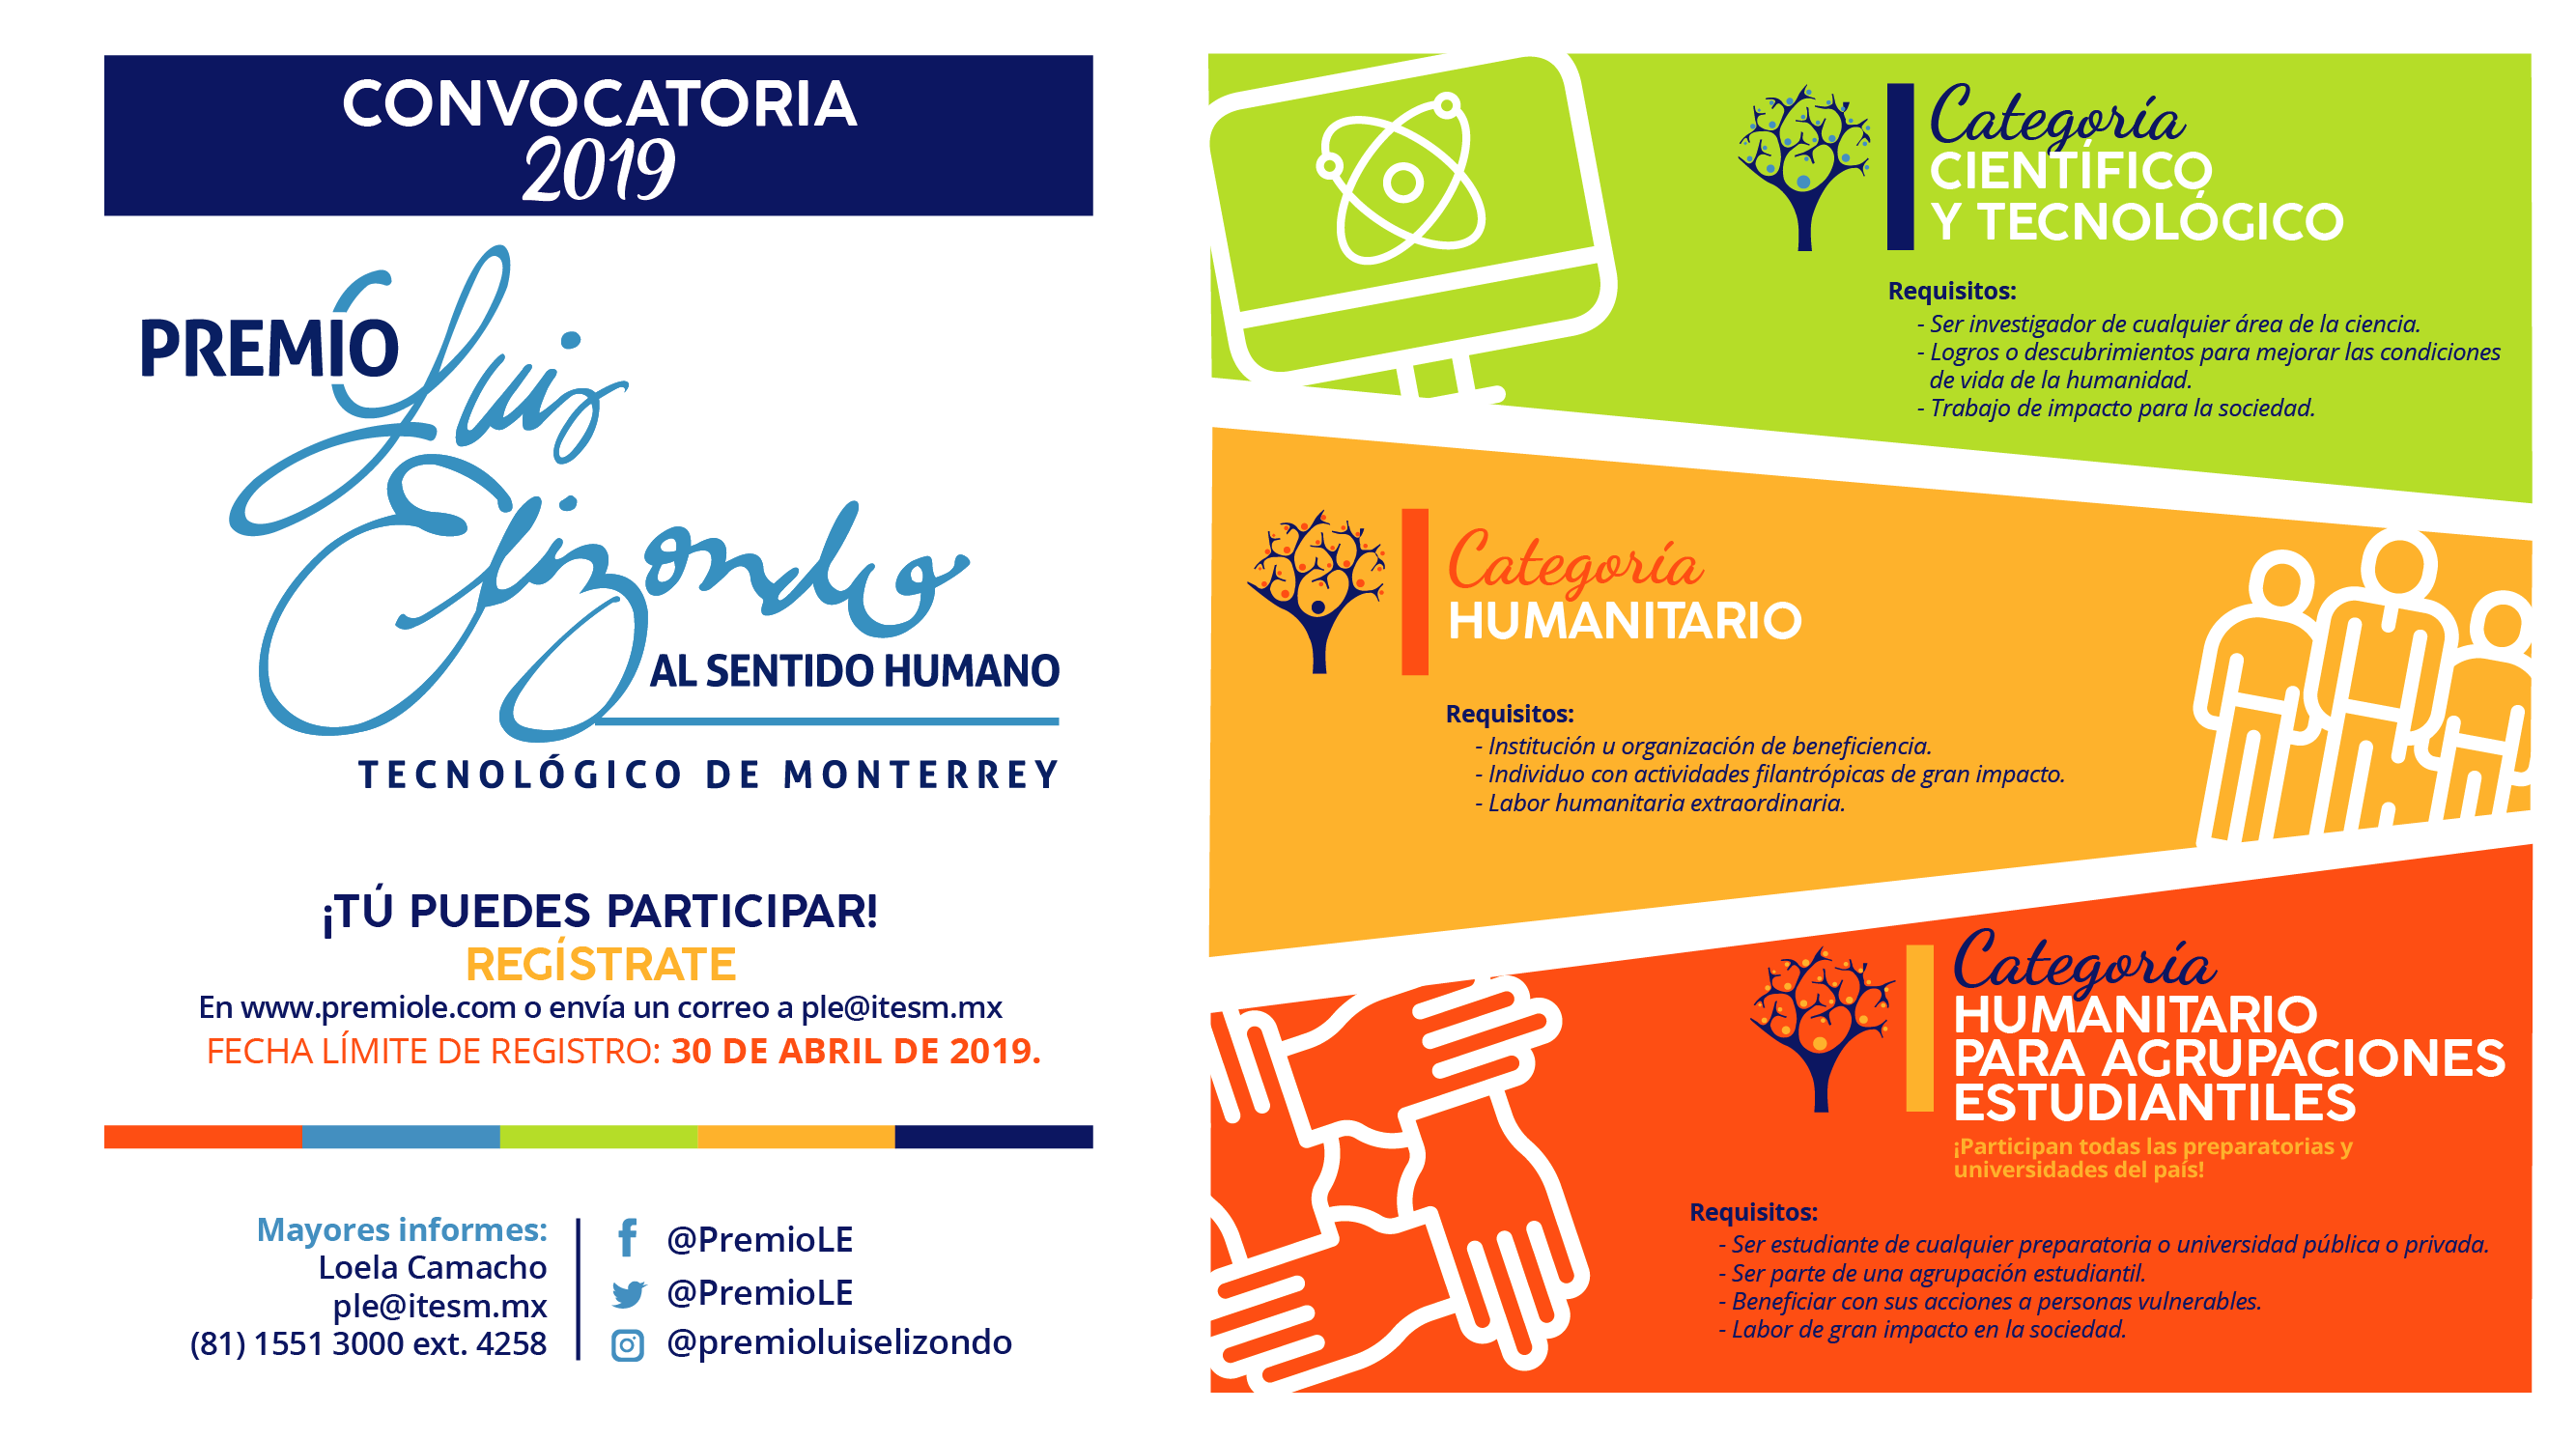 CONVOCATORIA
2019
PREMIO Luis
Elizondo
AL SENTIDO HUMANO
TECNOLÓGICO DE MONTERREY
¡TÚ PUEDES PARTICIPAR!
REGÍSTRATE
En www.premiole.com o envía un correo a ple@itesm.mx
FECHA LÍMITE DE REGISTRO: 30 DE ABRIL DE 2019.
Mayores informes:
Loela Camacho
ple@itesm.mx
(81) 1551 3000 ext. 4258
@PremioLE
@PremioLE
@premioluiselizondo
Categoría
CIENTÍFICO
Y TECNOLÓGICO
Requisitos:
- Ser investigador de cualquier área de la ciencia.
- Logros o descubrimientos para mejorar las condiciones
de vida de la humanidad.
- Trabajo de impacto para la sociedad.
Categoría
HUMANITARIO
Requisitos:
- Institución u organización de beneficiencia.
- Individuo con actividades filantrópicas de gran impacto.
- Labor humanitaria extraordinaria.
Categoría
HUMANITARIO
PARA AGRUPACIONES
ESTUDIANTILES
¡Participan todas las preparatorias y
universidades del país!
Requisitos:
- Ser estudiante de cualquier preparatoria o universidad pública o privada.
- Ser parte de una agrupación estudiantil.
- Beneficiar con sus acciones a personas vulnerables.
- Labor de gran impacto en la sociedad.